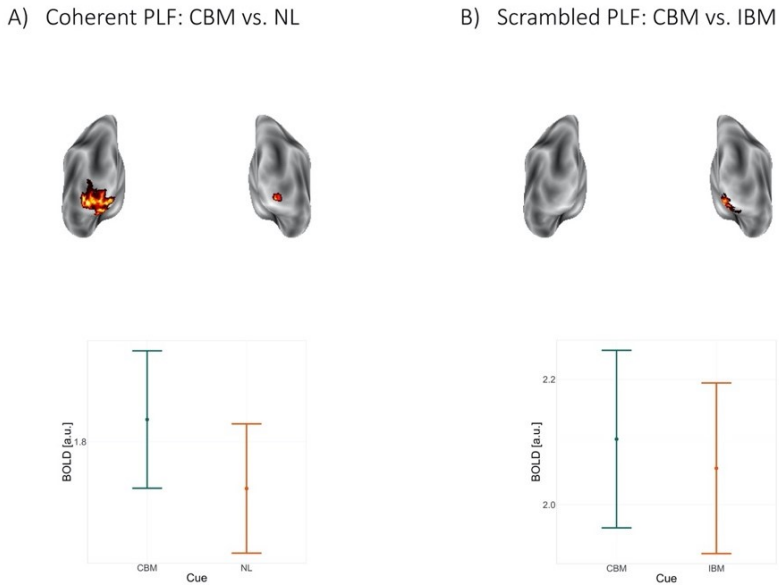 A) Coherent PLF: CBM vs. NL
B) Scrambled PLF: CBM vs. IBM
BOLD [a.u.]
1.8
CBM
NL
Cue
BOLD [a.u.]
2.2
2.0
CBM
IBM
Cue